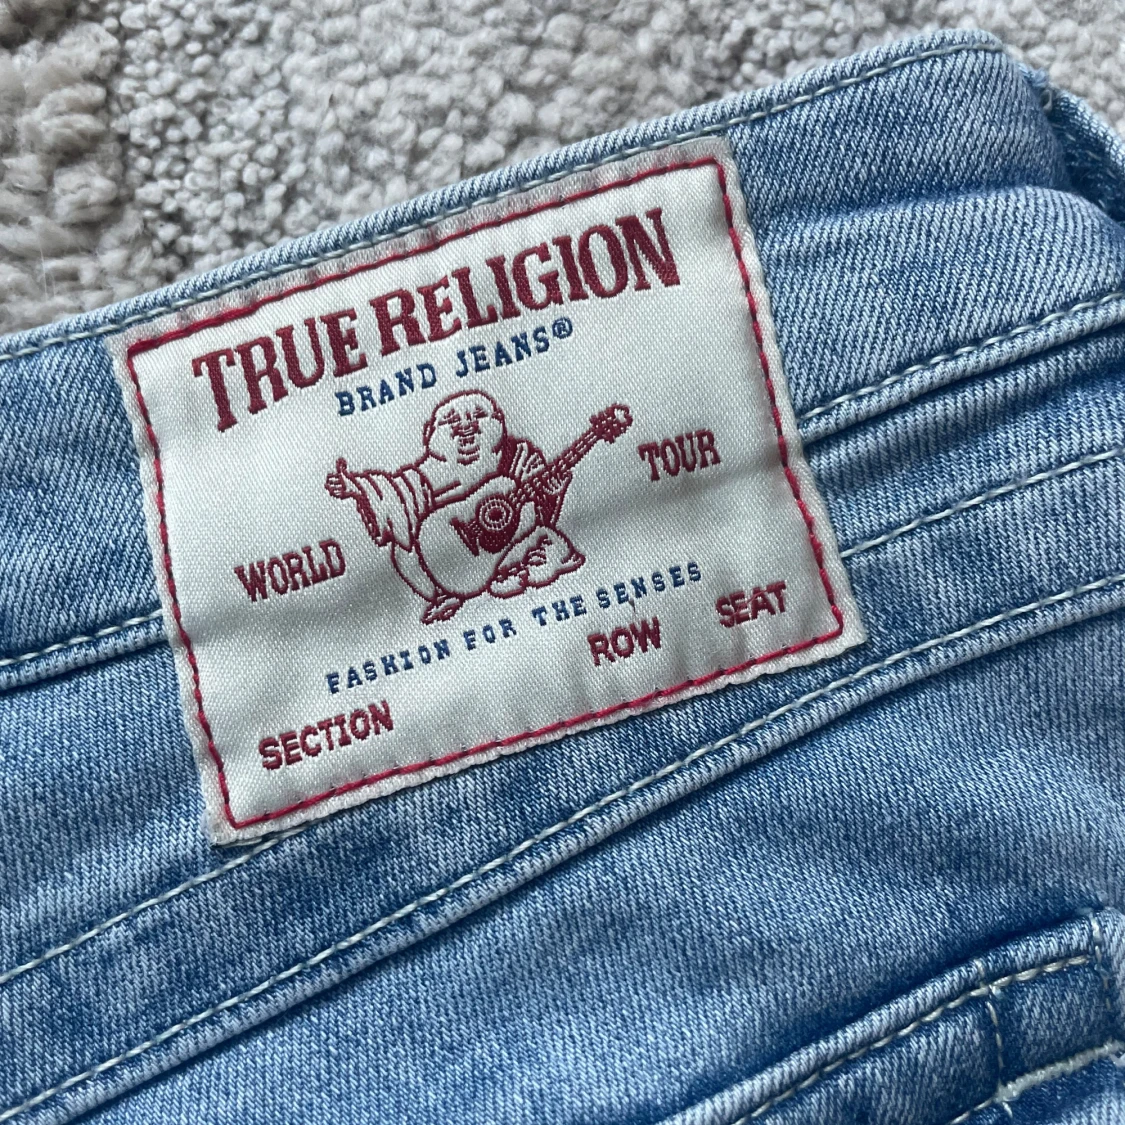 TRUE RELIGION
BRAND JEANS®
WORLD TOUR
FASHION FOR THE SENSES
SECTION ROW SEAT